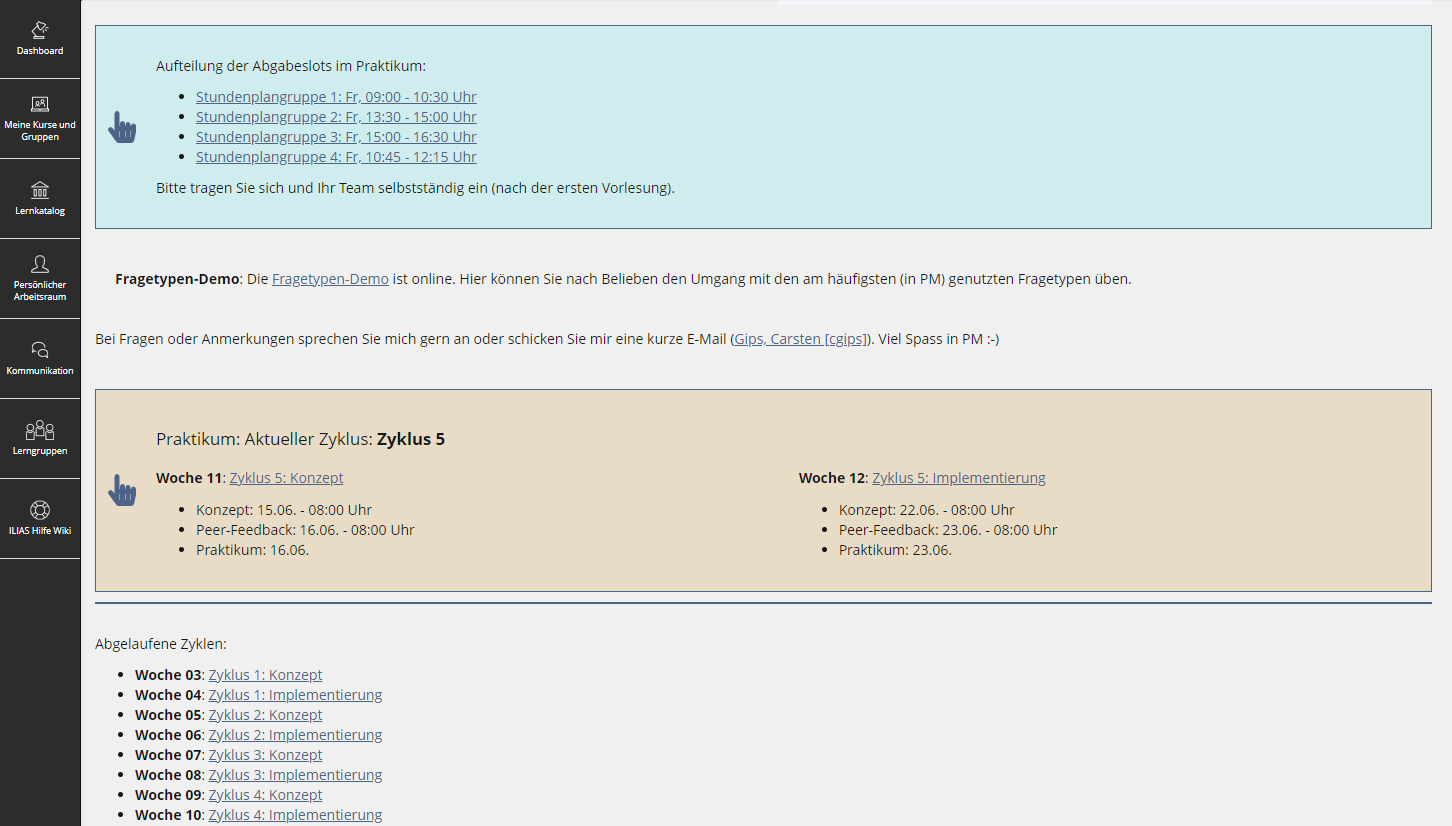 Dashboard
Meine Kurse und
Gruppen
Lernkatalog
Persönlicher
Arbeitsraum
Kommunikation
Lerngruppen
ILIAS Hilfe Wiki
Aufteilung der Abgabeslots im Praktikum:
Stundenplangruppe 1: Fr, 09:00 - 10:30 Uhr
Stundenplangruppe 2: Fr, 13:30 - 15:00 Uhr
Stundenplangruppe 3: Fr, 15:00 - 16:30 Uhr
Stundenplangruppe 4: Fr, 10:45 - 12:15 Uhr
Bitte tragen Sie sich und Ihr Team selbstständig ein (nach der ersten Vorlesung).
Fragetypen-Demo: Die Fragetypen-Demo ist online. Hier können Sie nach Belieben den Umgang mit den am häufigsten (in PM) genutzten Fragetypen üben.
Bei Fragen oder Anmerkungen sprechen Sie mich gern an oder schicken Sie mir eine kurze E-Mail (Gips, Carsten [cgips]). Viel Spass in PM :-)
Praktikum: Aktueller Zyklus: Zyklus 5
Woche 11: Zyklus 5: Konzept
Konzept: 15.06. - 08:00 Uhr
Peer-Feedback: 16.06. - 08:00 Uhr
Praktikum: 16.06.
Woche 12: Zyklus 5: Implementierung
Konzept: 22.06. - 08:00 Uhr
Peer-Feedback: 23.06. - 08:00 Uhr
Praktikum: 23.06.
Abgelaufene Zyklen:
Woche 03: Zyklus 1: Konzept
Woche 04: Zyklus 1: Implementierung
Woche 05: Zyklus 2: Konzept
Woche 06: Zyklus 2: Implementierung
Woche 07: Zyklus 3: Konzept
Woche 08: Zyklus 3: Implementierung
Woche 09: Zyklus 4: Konzept
Woche 10: Zyklus 4: Implementierung